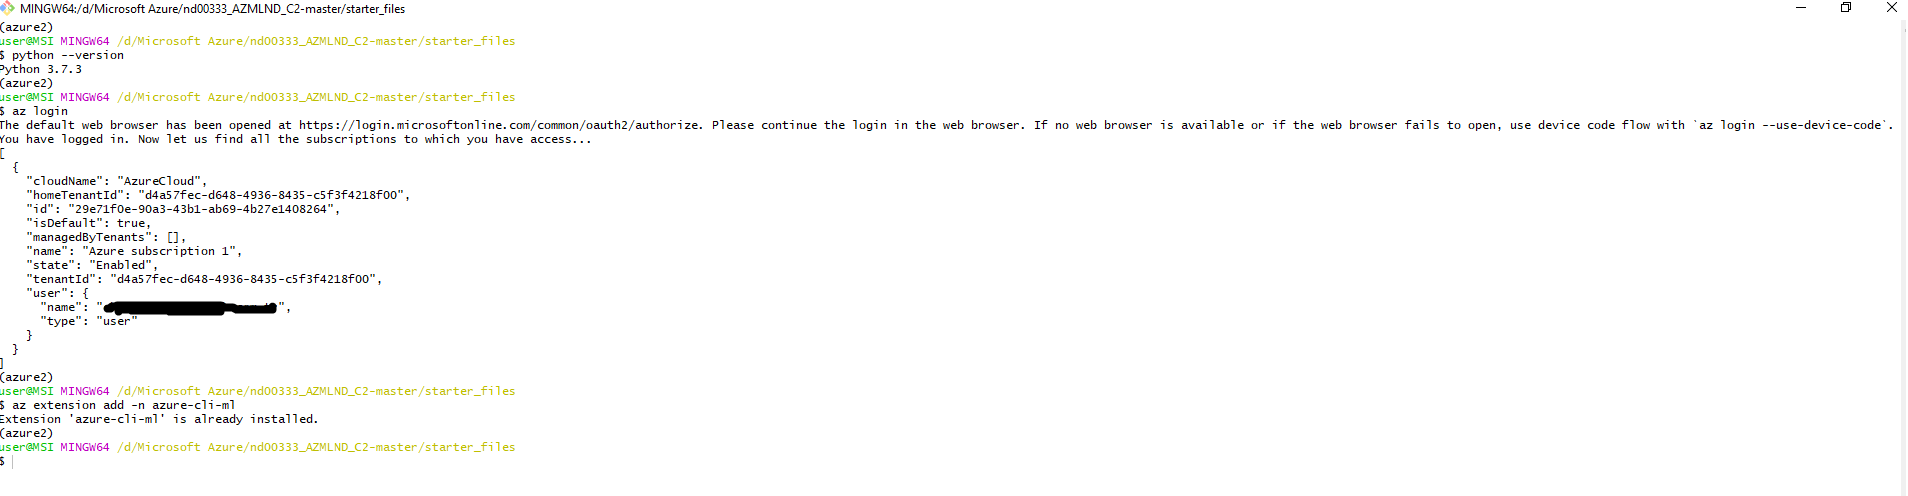 MINGW64:/d/Microsoft Azure/nd00333_AZMLND_C2-master/starter_files
(azure2)
user@MSI MINGW64 /d/Microsoft Azure/nd00333_AZMLND_C2-master/starter_files
$ python --version
Python 3.7.3
(azure2)
user@MSI MINGW64 /d/Microsoft Azure/nd00333_AZMLND_C2-master/starter_files
$ az login
The default web browser has been opened at https://login.microsoftonline.com/common/oauth2/authorize. Please continue the login in the web browser. If no web browser is available or if the web browser fails to open, use device code flow with `az login --use-device-code`.
You have logged in. Now let us find all the subscriptions to which you have access...
[
  {
    "cloudName": "AzureCloud",
    "homeTenantId": "d4a57fec-d648-4936-8435-c5f3f4218f00",
    "id": "29e71f0e-90a3-43b1-ab69-4b27e1408264",
    "isDefault": true,
    "managedByTenants": [],
    "name": "Azure subscription 1",
    "state": "Enabled",
    "tenantId": "d4a57fec-d648-4936-8435-c5f3f4218f00",
    "user": {
      "name": "",
      "type": "user"
    }
  }
]
(azure2)
user@MSI MINGW64 /d/Microsoft Azure/nd00333_AZMLND_C2-master/starter_files
$ az extension add -n azure-cli-ml
Extension 'azure-cli-ml' is already installed.
(azure2)
user@MSI MINGW64 /d/Microsoft Azure/nd00333_AZMLND_C2-master/starter_files
$